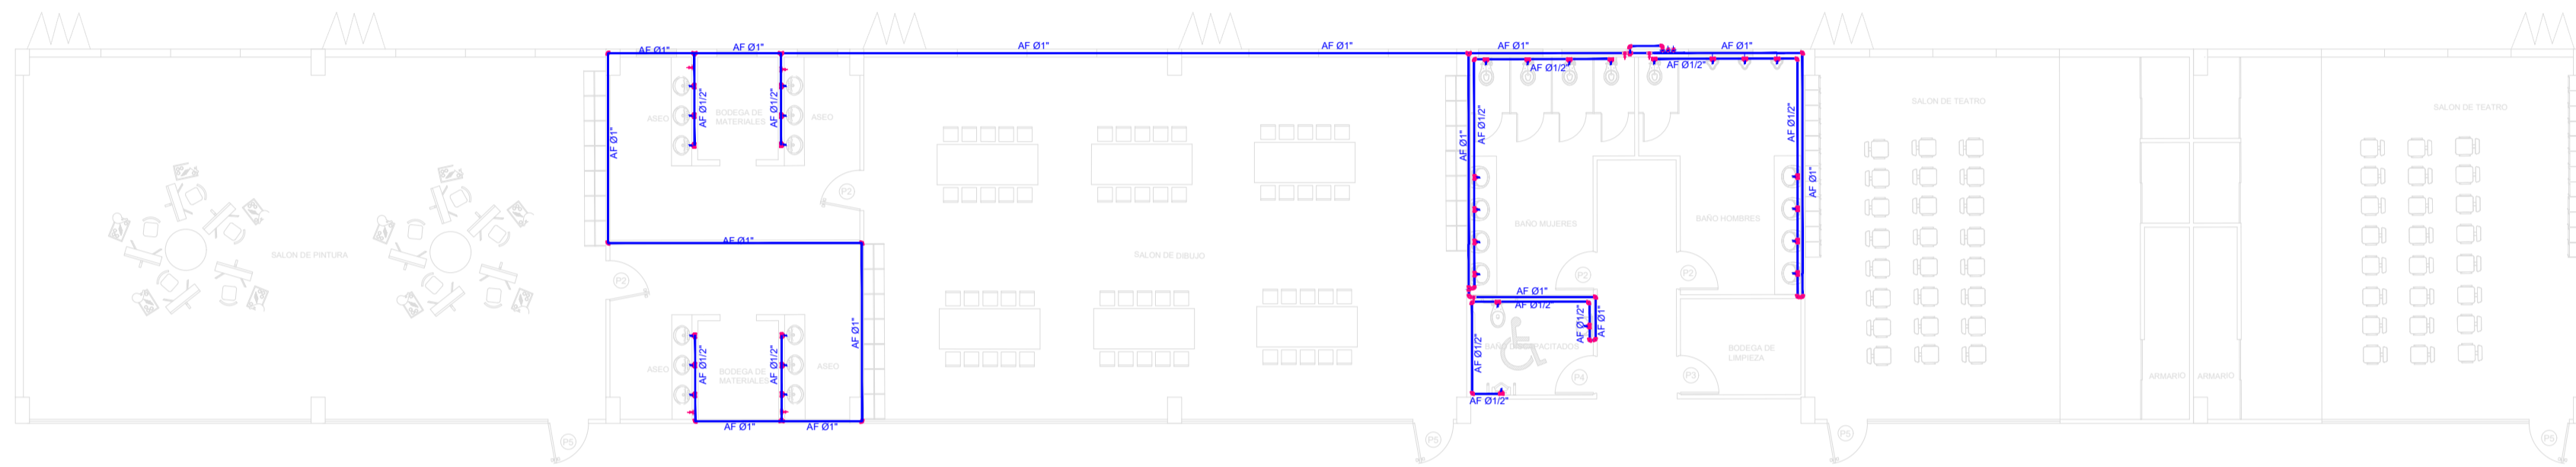 AF Ø1"
AF Ø1"
AF Ø1"
AF Ø1"
AF Ø1"
AF Ø1"
AF Ø1/2"
AF Ø1/2"
SALON DE TEATRO
SALON DE TEATRO
ASEO
AF Ø1/2"
BODEGA DE
MATERIALES
AF Ø1/2"
ASEO
AF Ø1"
AF Ø1"
AF Ø1/2"
AF Ø1/2"
AF Ø1"
P2
BAÑO MUJERES
BAÑO HOMBRES
SALON DE PINTURA
AF Ø1"
SALON DE DIBUJO
P2
P2
P2
AF Ø1"
AF Ø1/2"
AF Ø1/2"
AF Ø1"
AF Ø1"
AF Ø1/2"
BAÑO DISCAPACITADOS
BODEGA DE
LIMPIEZA
ASEO
AF Ø1/2"
BODEGA DE
MATERIALES
AF Ø1/2"
ASEO
P4
P3
ARMARIO
ARMARIO
AF Ø1/2"
AF Ø1"
AF Ø1"
P5
P5
P5
P5